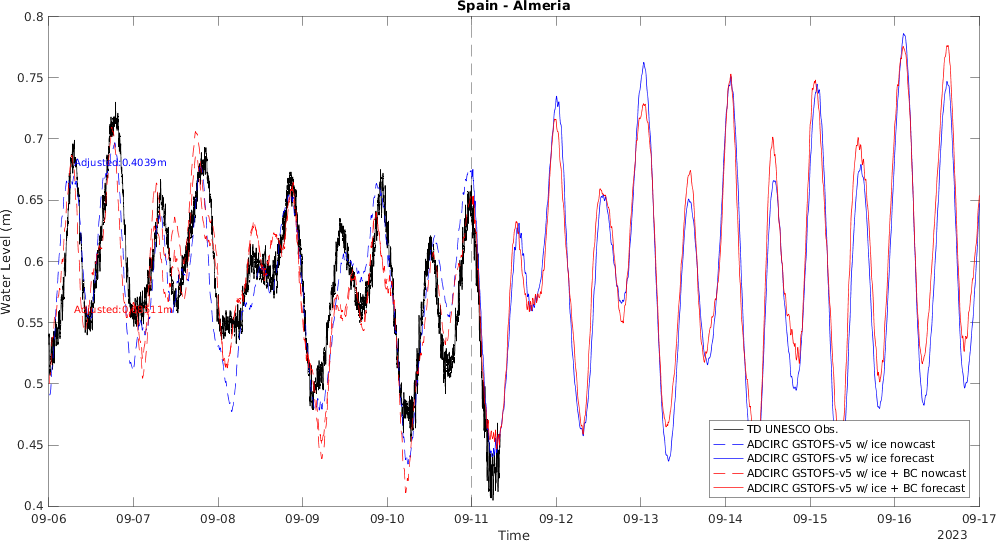 Spain - Almeria
0.8
0.75
0.7
Adjusted:0.4039m
0.65
Water Level (m)
0.6
0.55
0.5
0.45
0.4
TD UNESCO Obs.
ADCIRC GSTOFS-v5 w/ ice nowcast
ADCIRC GSTOFS-v5 w/ ice forecast
ADCIRC GSTOFS-v5 w/ ice + BC nowcast
ADCIRC GSTOFS-v5 w/ ice + BC forecast
09-06 09-07 09-08 09-09 09-10 09-11 09-12 09-13 09-14 09-15 09-16 09-17
Time
2023